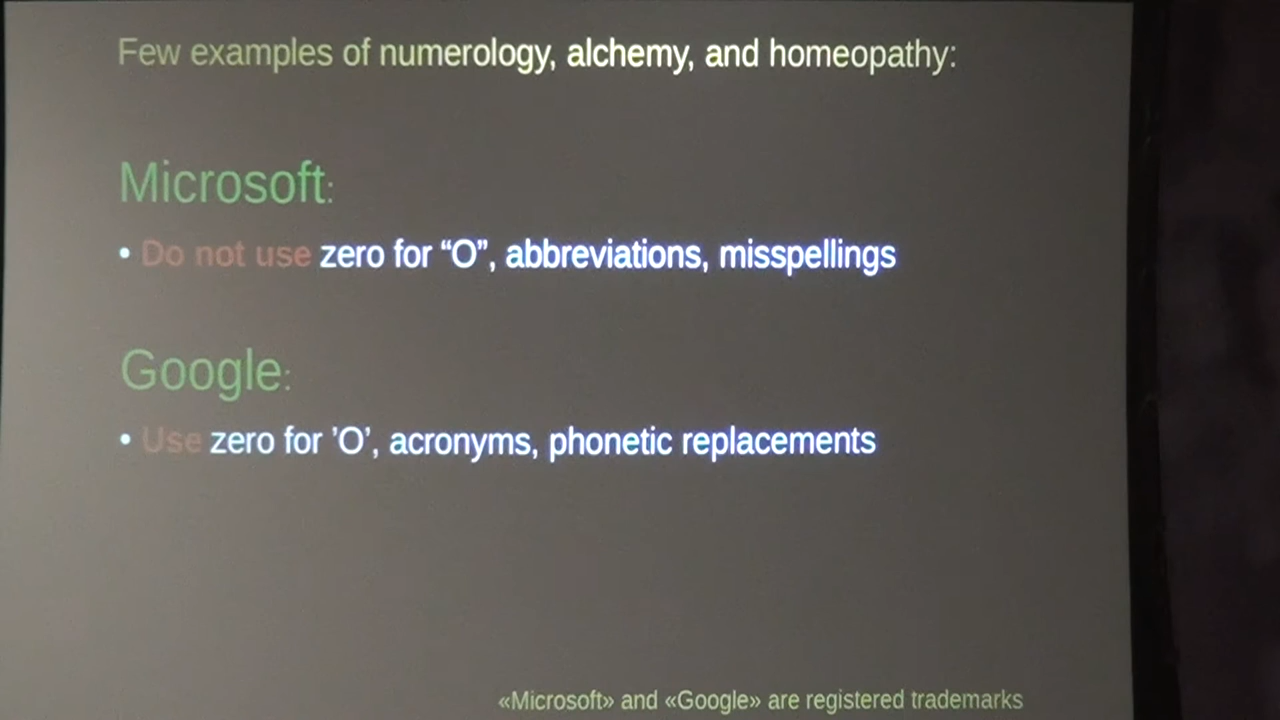 Few examples of numerology, alchemy, and homeopathy:
Microsoft:
• Do not use zero for “O”, abbreviations, misspellings
Google:
• Use zero for ’O’, acronyms, phonetic replacements
«Microsoft» and «Google» are registered trademarks